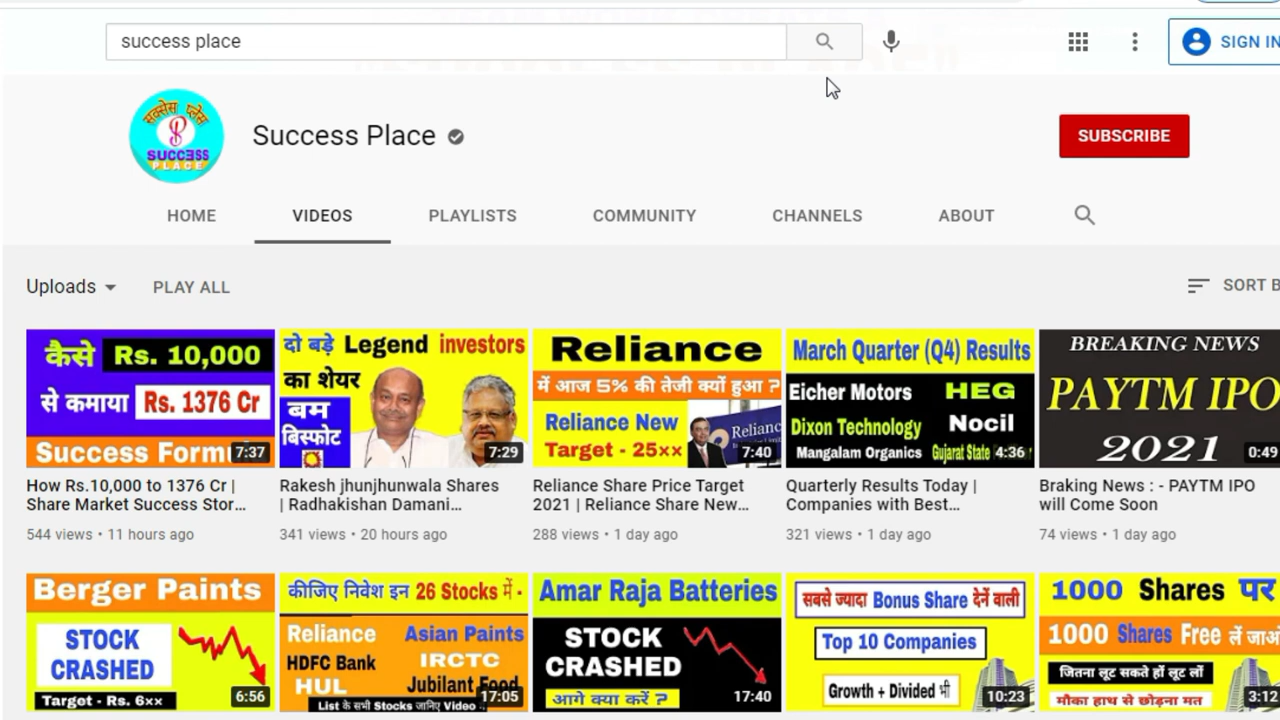 success place
SIGN IN
सक्सेस प्लेस
SUCCESS
PLACE
Success Place
SUBSCRIBE
HOME VIDEOS PLAYLISTS COMMUNITY CHANNELS ABOUT
Uploads PLAY ALL SORT B
कैसे Rs. 10,000
से कमाया Rs. 1376 Cr
Success Form
7:37
दो बड़े Legend investors
का शेयर
बम
बिस्फोट
7:29
Reliance
में आज 5% की तेजी क्यों हुआ ?
Reliance New
Target - 25××
Relianc
7:40
March Quarter (Q4) Results
Eicher Motors HEG
Dixon Technology Nocil
Mangalam Organics Gujarat State
4:36
BREAKING NEWS
PAYTM IPO
2021
0:49
How Rs.10,000 to 1376 Cr |
Share Market Success Stor...
544 views • 11 hours ago
Rakesh jhunjhunwala Shares
| Radhakishan Damani...
341 views • 20 hours ago
Reliance Share Price Target
2021 | Reliance Share New...
288 views • 1 day ago
Quarterly Results Today |
Companies with Best...
321 views • 1 day ago
Braking News : - PAYTM IPO
will Come Soon
74 views • 1 day ago
Berger Paints
STOCK
CRASHED
Target - Rs. 6××
6:56
कीजिए निवेश इन 26 Stocks में -
Reliance Asian Paints
HDFC Bank IRCTC
HUL Jubilant Food
List के सभी Stocks जानिए Video
17:05
Amar Raja Batteries
STOCK
CRASHED
आगे क्या करें ?
17:40
सबसे ज्यादा Bonus Share देनें वाली
Top 10 Companies
Growth + Divided भी
10:23
1000 Shares पर
1000 Shares Free लें जाओ
जितना लूट सकते हों लूट लों
मौका हाथ से छोड़ना मत
3:12